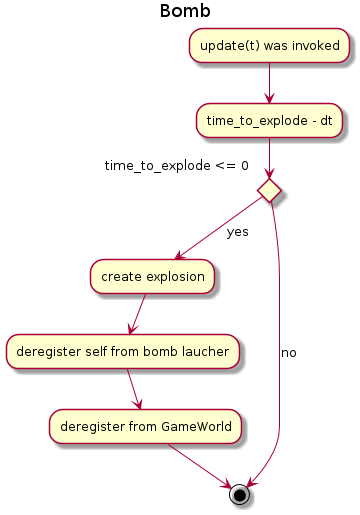 Bomb
update(t) was invoked
time_to_explode - dt
time_to_explode <= 0
yes
create explosion
deregister self from bomb laucher
no
deregister from GameWorld